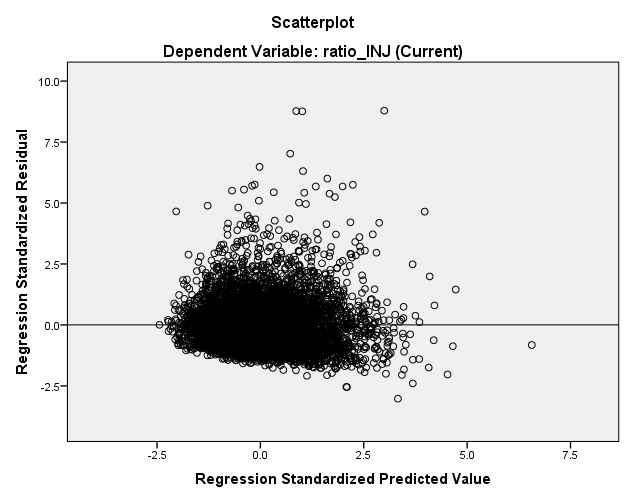 Scatterplot
Dependent Variable: ratio_INJ (Current)
Regression Standardized Residual
10.0
7.5
5.0
2.5
0.0
-2.5
-2.5
0.0
2.5
5.0
7.5
Regression Standardized Predicted Value